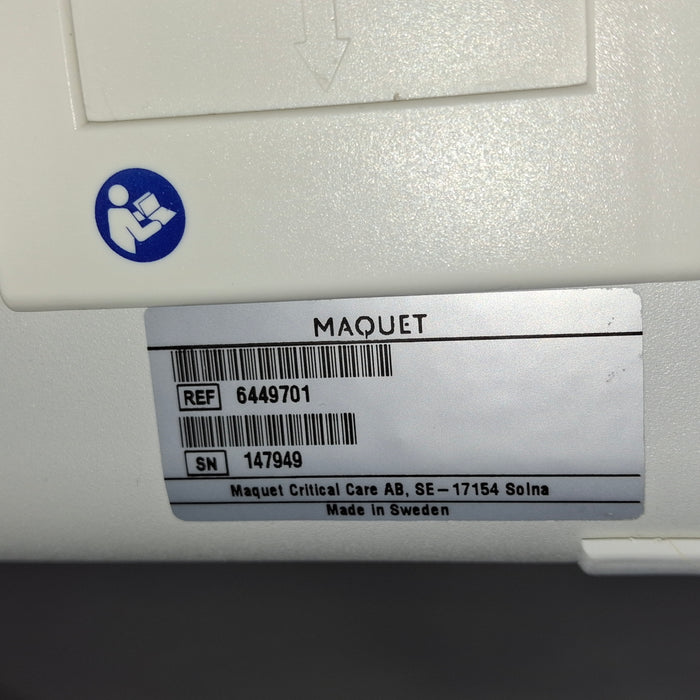 MAQUET
REF 6449701
SN 147949
Maquet Critical Care AB, SE-17154 Solna
Made in Sweden